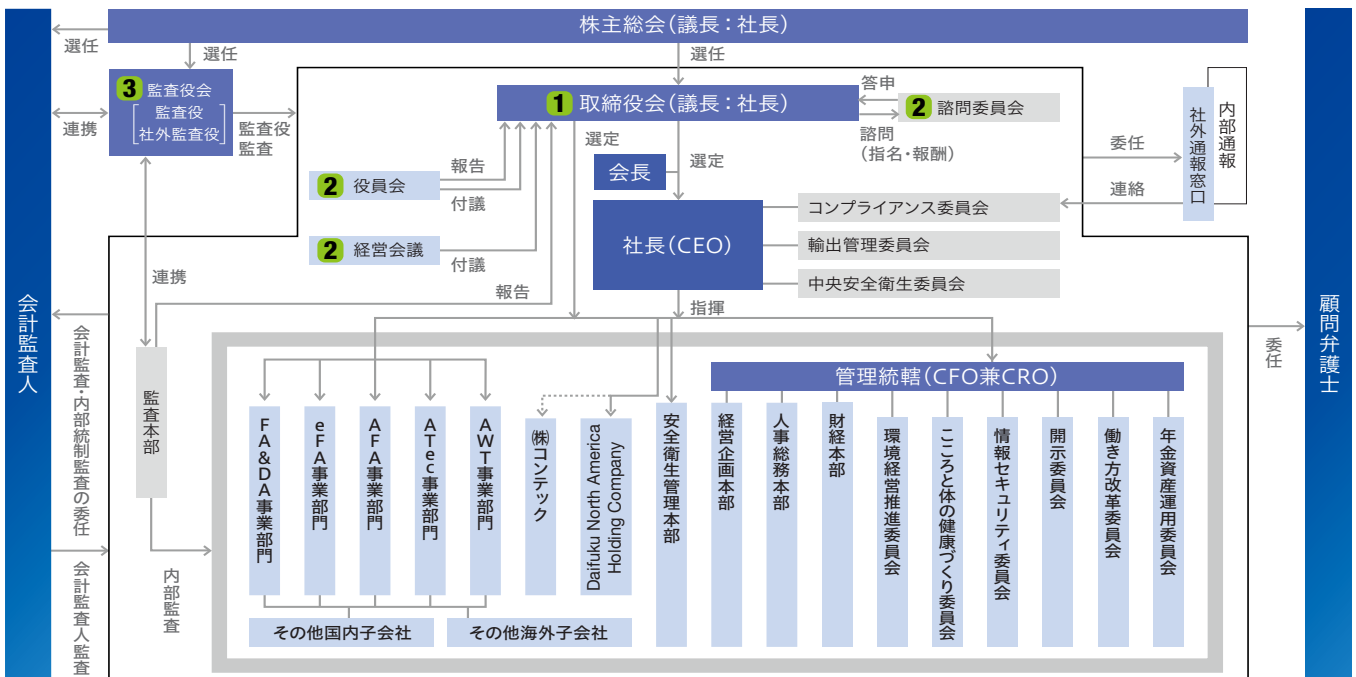 株主総会（議長：社長）
選任
選任
選任
3 監査役会
監査役
社外監査役
連携
監査役
監査
1 取締役会（議長：社長）
答申
2 諮問委員会
諮問
（指名・報酬）
内部通報
社外通報窓口
委任
連絡
選定
選定
会長
報告
2 役員会
付議
2 経営会議
付議
社長（CEO）
コンプライアンス委員会
輸出管理委員会
中央安全衛生委員会
連携
報告
指揮
会計監査人
顧問弁護士
委任
会計監査・内部統制監査の委任
会計監査人監査
監査本部
内部監査
管理統轄（CFO兼CRO）
FA&DA事業部門
eFA事業部門
AFA事業部門
ATec事業部門
AWT事業部門
㈱コンテック
Daifuku North America
Holding Company
安全衛生管理本部
経営企画本部
人事総務本部
財経本部
環境経営推進委員会
こころと体の健康づくり委員会
情報セキュリティ委員会
開示委員会
働き方改革委員会
年金資産運用委員会
その他国内子会社
その他海外子会社